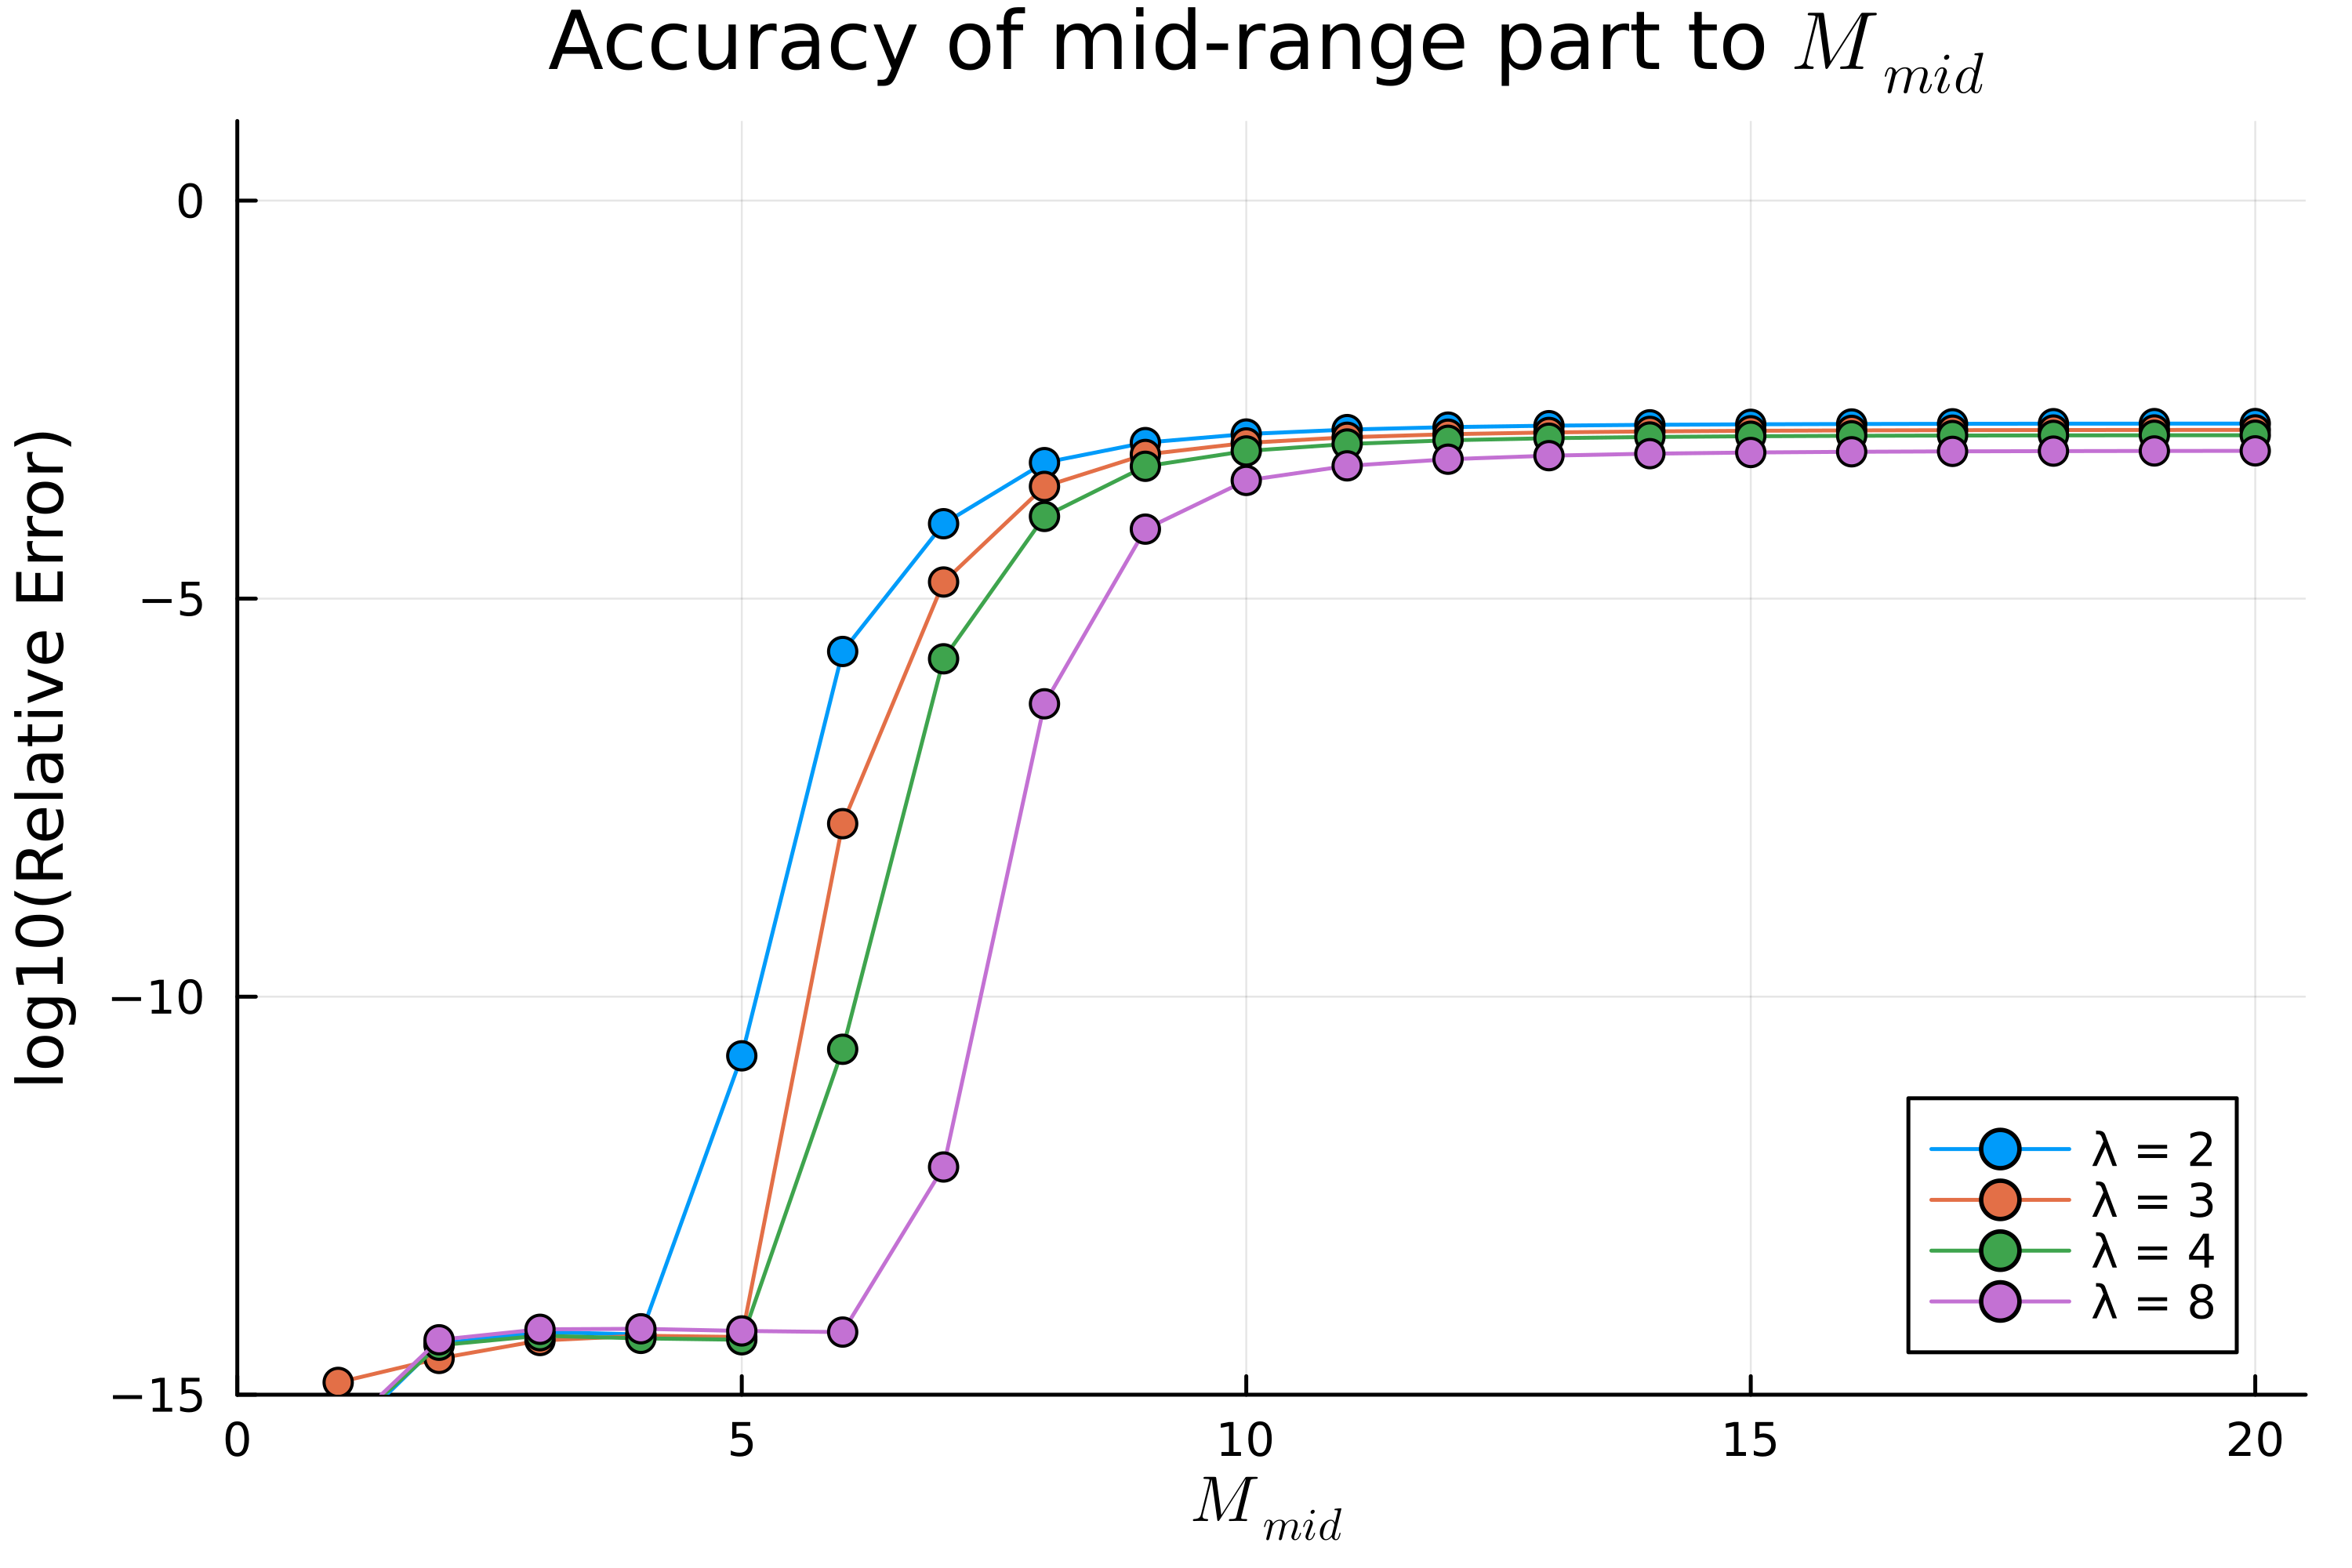 Accuracy of mid-range part to M_mid
log10(Relative Error)
0
−5
−10
−15
0 5 10 15 20
M_mid
λ = 2
λ = 3
λ = 4
λ = 8